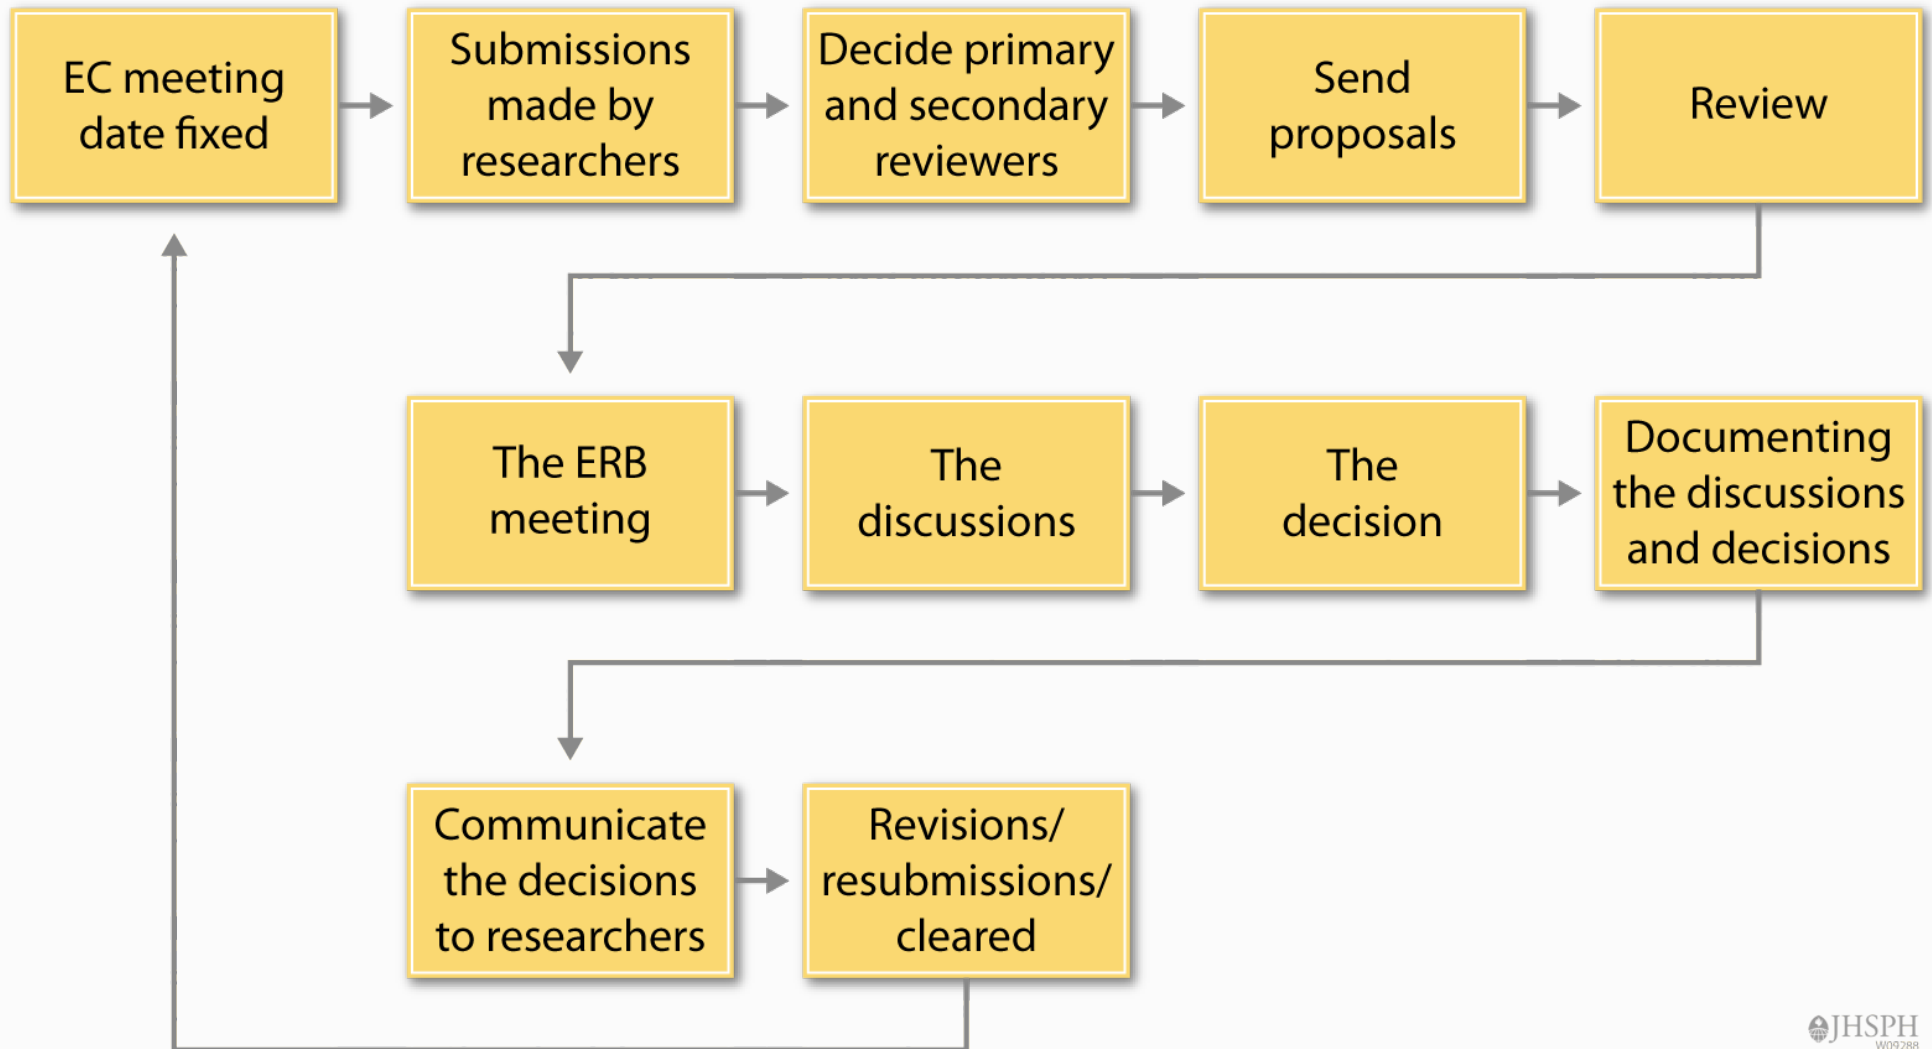 EC meeting
date fixed
Submissions
made by
researchers
Decide primary
and secondary
reviewers
Send
proposals
Review
The ERB
meeting
The
discussions
The
decision
Documenting
the discussions
and decisions
Communicate
the decisions
to researchers
Revisions/
resubmissions/
cleared
JHSPH
W09288